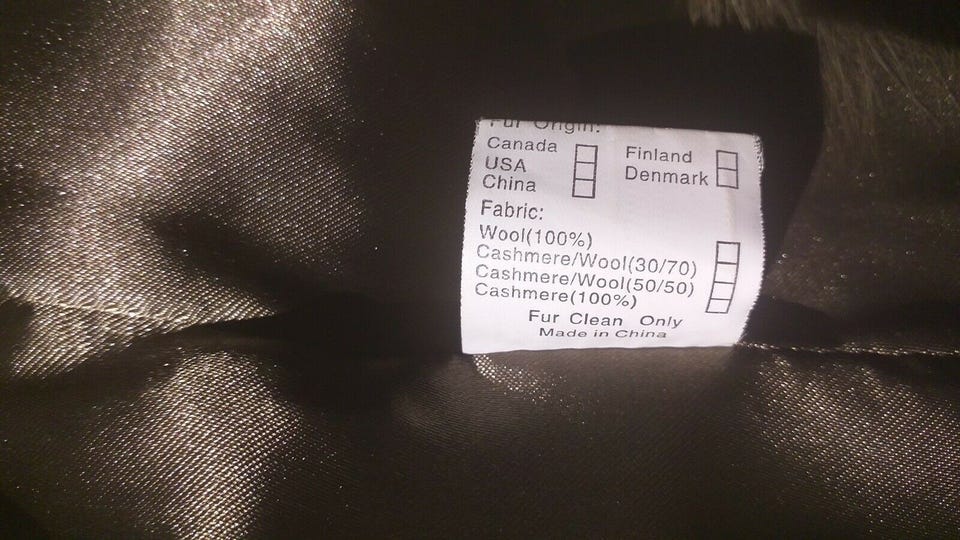 Fur Origin:
Canada
USA
China
Finland
Denmark
Fabric:
Wool(100%)
Cashmere/Wool(30/70)
Cashmere/Wool(50/50)
Cashmere(100%)
Fur Clean Only
Made in China